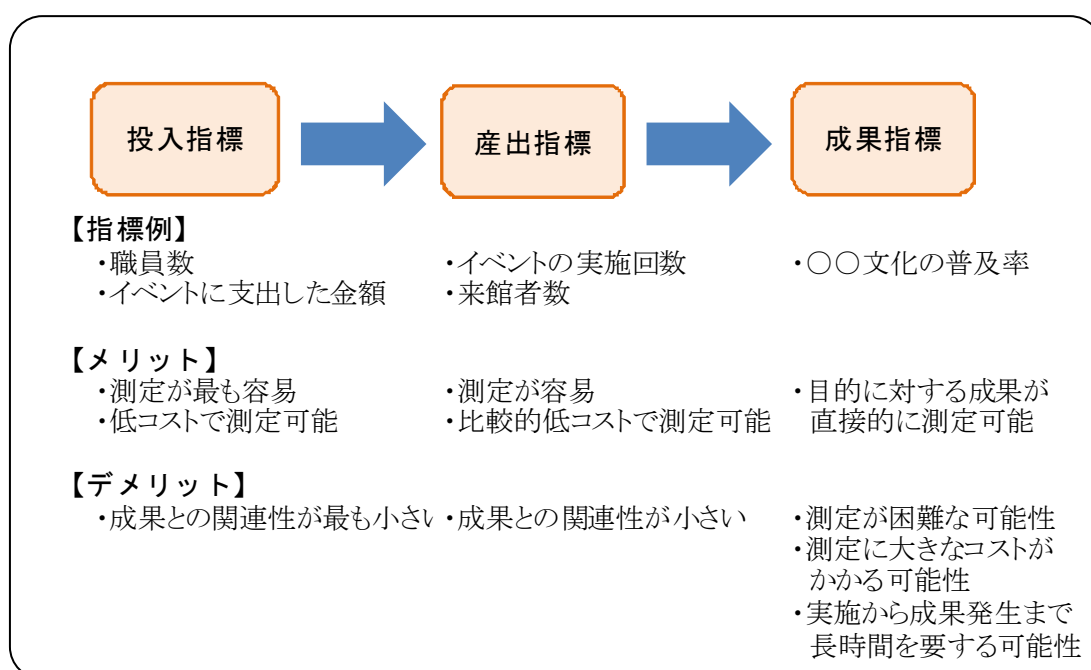 投入指標
産出指標
成果指標
【指標例】
・職員数
・イベントに支出した金額
・イベントの実施回数
・来館者数
・〇〇文化の普及率
【メリット】
・測定が最も容易
・低コストで測定可能
・測定が容易
・比較的低コストで測定可能
・目的に対する成果が
直接的に測定可能
【デメリット】
・成果との関連性が最も小さい
・成果との関連性が小さい
・測定が困難な可能性
・測定に大きなコストが
かかる可能性
・実施から成果発生まで
長時間を要する可能性